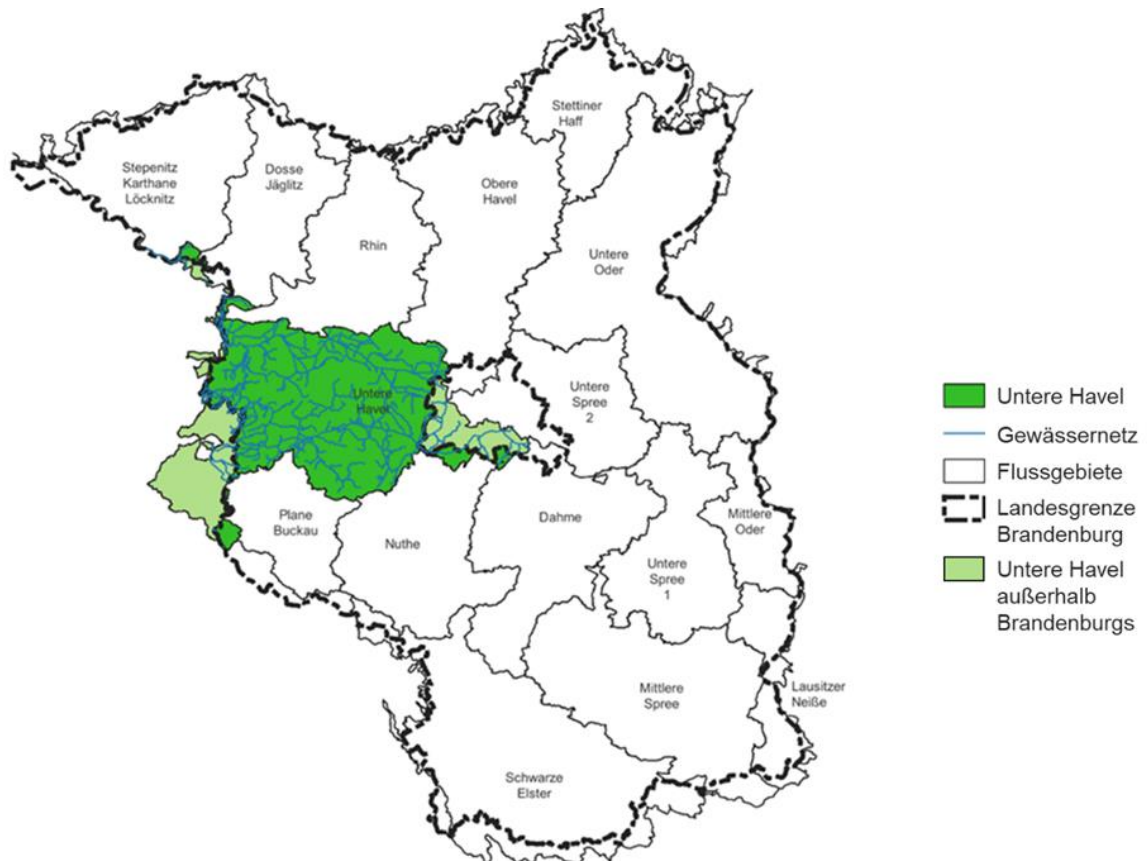 Stettiner
Haff
Stepenitz
Karthane
Löcknitz
Dosse
Jäglitz
Obere
Havel
Rhin
Untere
Oder
Untere
Havel
Untere
Spree
2
Plane
Buckau
Nuthe
Dahme
Mittlere
Oder
Untere
Spree
1
Mittlere
Spree
Lausitzer
Neiße
Schwarze
Elster
Untere Havel
Gewässernetz
Flussgebiete
Landesgrenze
Brandenburg
Untere Havel
außerhalb
Brandenburgs